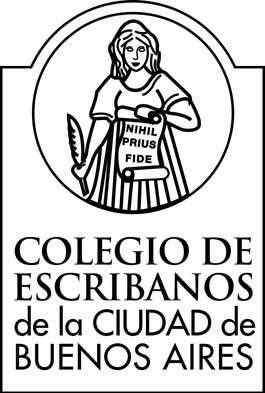 NIHIL
PRIUS
FIDE
COLEGIO DE
ESCRIBANOS
de la CIUDAD de
BUENOS AIRES